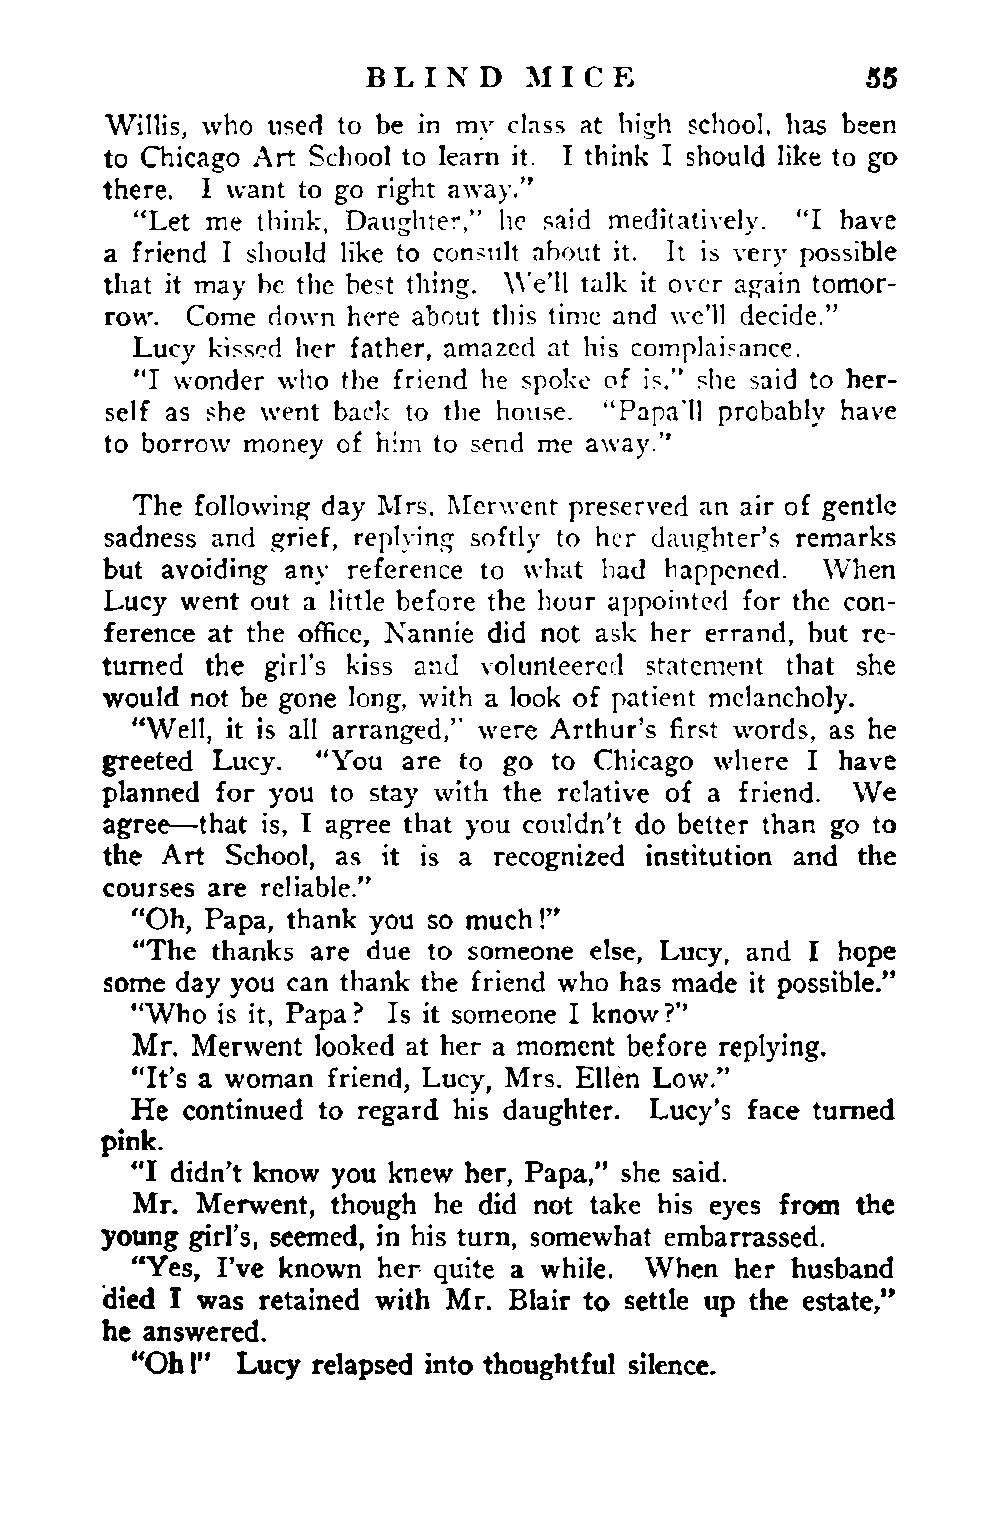 BLIND MICE 55
Willis, who used to be in my class at high school, has been
to Chicago Art School to learn it. I think I should like to go
there. I want to go right away."
"Let me think, Daughter," he said meditatively. "I have
a friend I should like to consult about it. It is very possible
that it may be the best thing. We'll talk it over again tomor-
row. Come down here about this time and we'll decide."
Lucy kissed her father, amazed at his complaisance.
"I wonder who the friend he spoke of is," she said to her-
self as she went back to the house. "Papa'll probably have
to borrow money of him to send me away."
The following day Mrs. Merwent preserved an air of gentle
sadness and grief, replying softly to her daughter's remarks
but avoiding any reference to what had happened. When
Lucy went out a little before the hour appointed for the con-
ference at the office, Nannie did not ask her errand, but re-
turned the girl's kiss and volunteered statement that she
would not be gone long, with a look of patient melancholy.
"Well, it is all arranged," were Arthur's first words, as he
greeted Lucy. "You are to go to Chicago where I have
planned for you to stay with the relative of a friend. We
agree—that is, I agree that you couldn't do better than go to
the Art School, as it is a recognized institution and the
courses are reliable."
"Oh, Papa, thank you so much!"
"The thanks are due to someone else, Lucy, and I hope
some day you can thank the friend who has made it possible."
"Who is it, Papa? Is it someone I know?"
Mr. Merwent looked at her a moment before replying.
"It's a woman friend, Lucy, Mrs. Ellen Low."
He continued to regard his daughter. Lucy's face turned
pink.
"I didn't know you knew her, Papa," she said.
Mr. Merwent, though he did not take his eyes from the
young girl's, seemed, in his turn, somewhat embarrassed.
"Yes, I've known her quite a while. When her husband
died I was retained with Mr. Blair to settle up the estate,"
he answered.
"Oh!" Lucy relapsed into thoughtful silence.